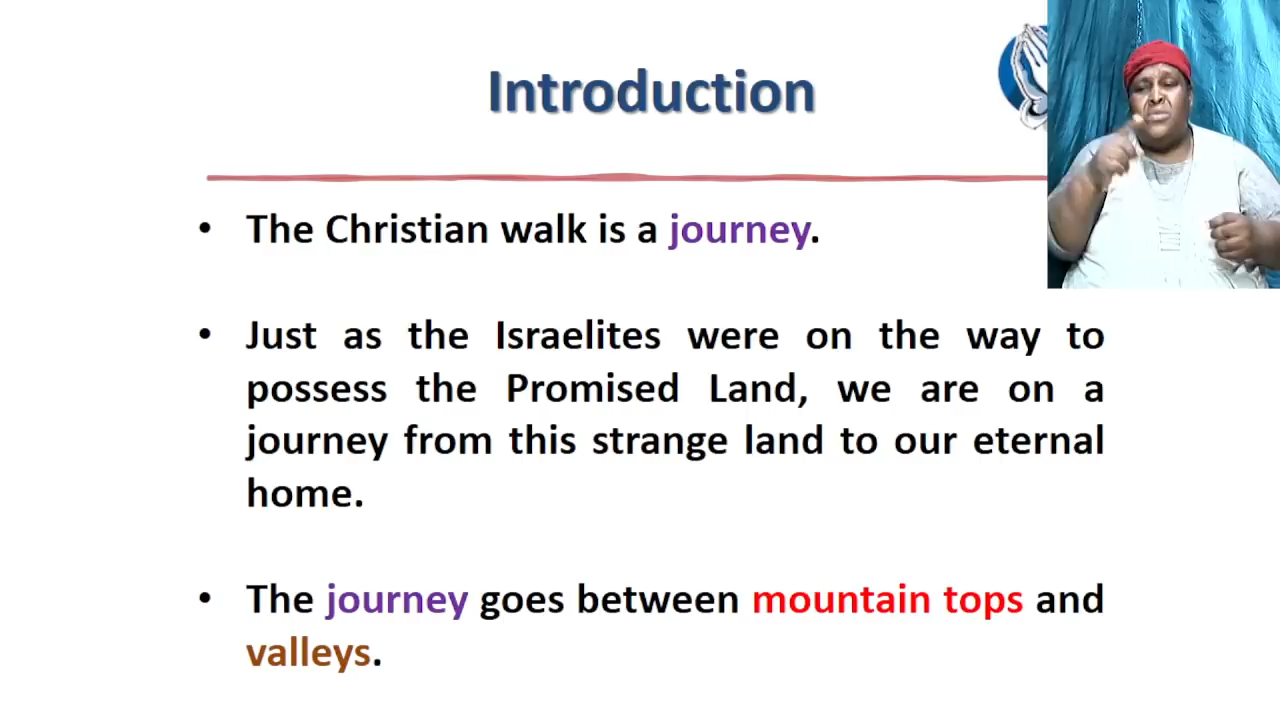 Introduction
• The Christian walk is a journey.
• Just as the Israelites were on the way to
possess the Promised Land, we are on a
journey from this strange land to our eternal
home.
• The journey goes between mountain tops and
valleys.